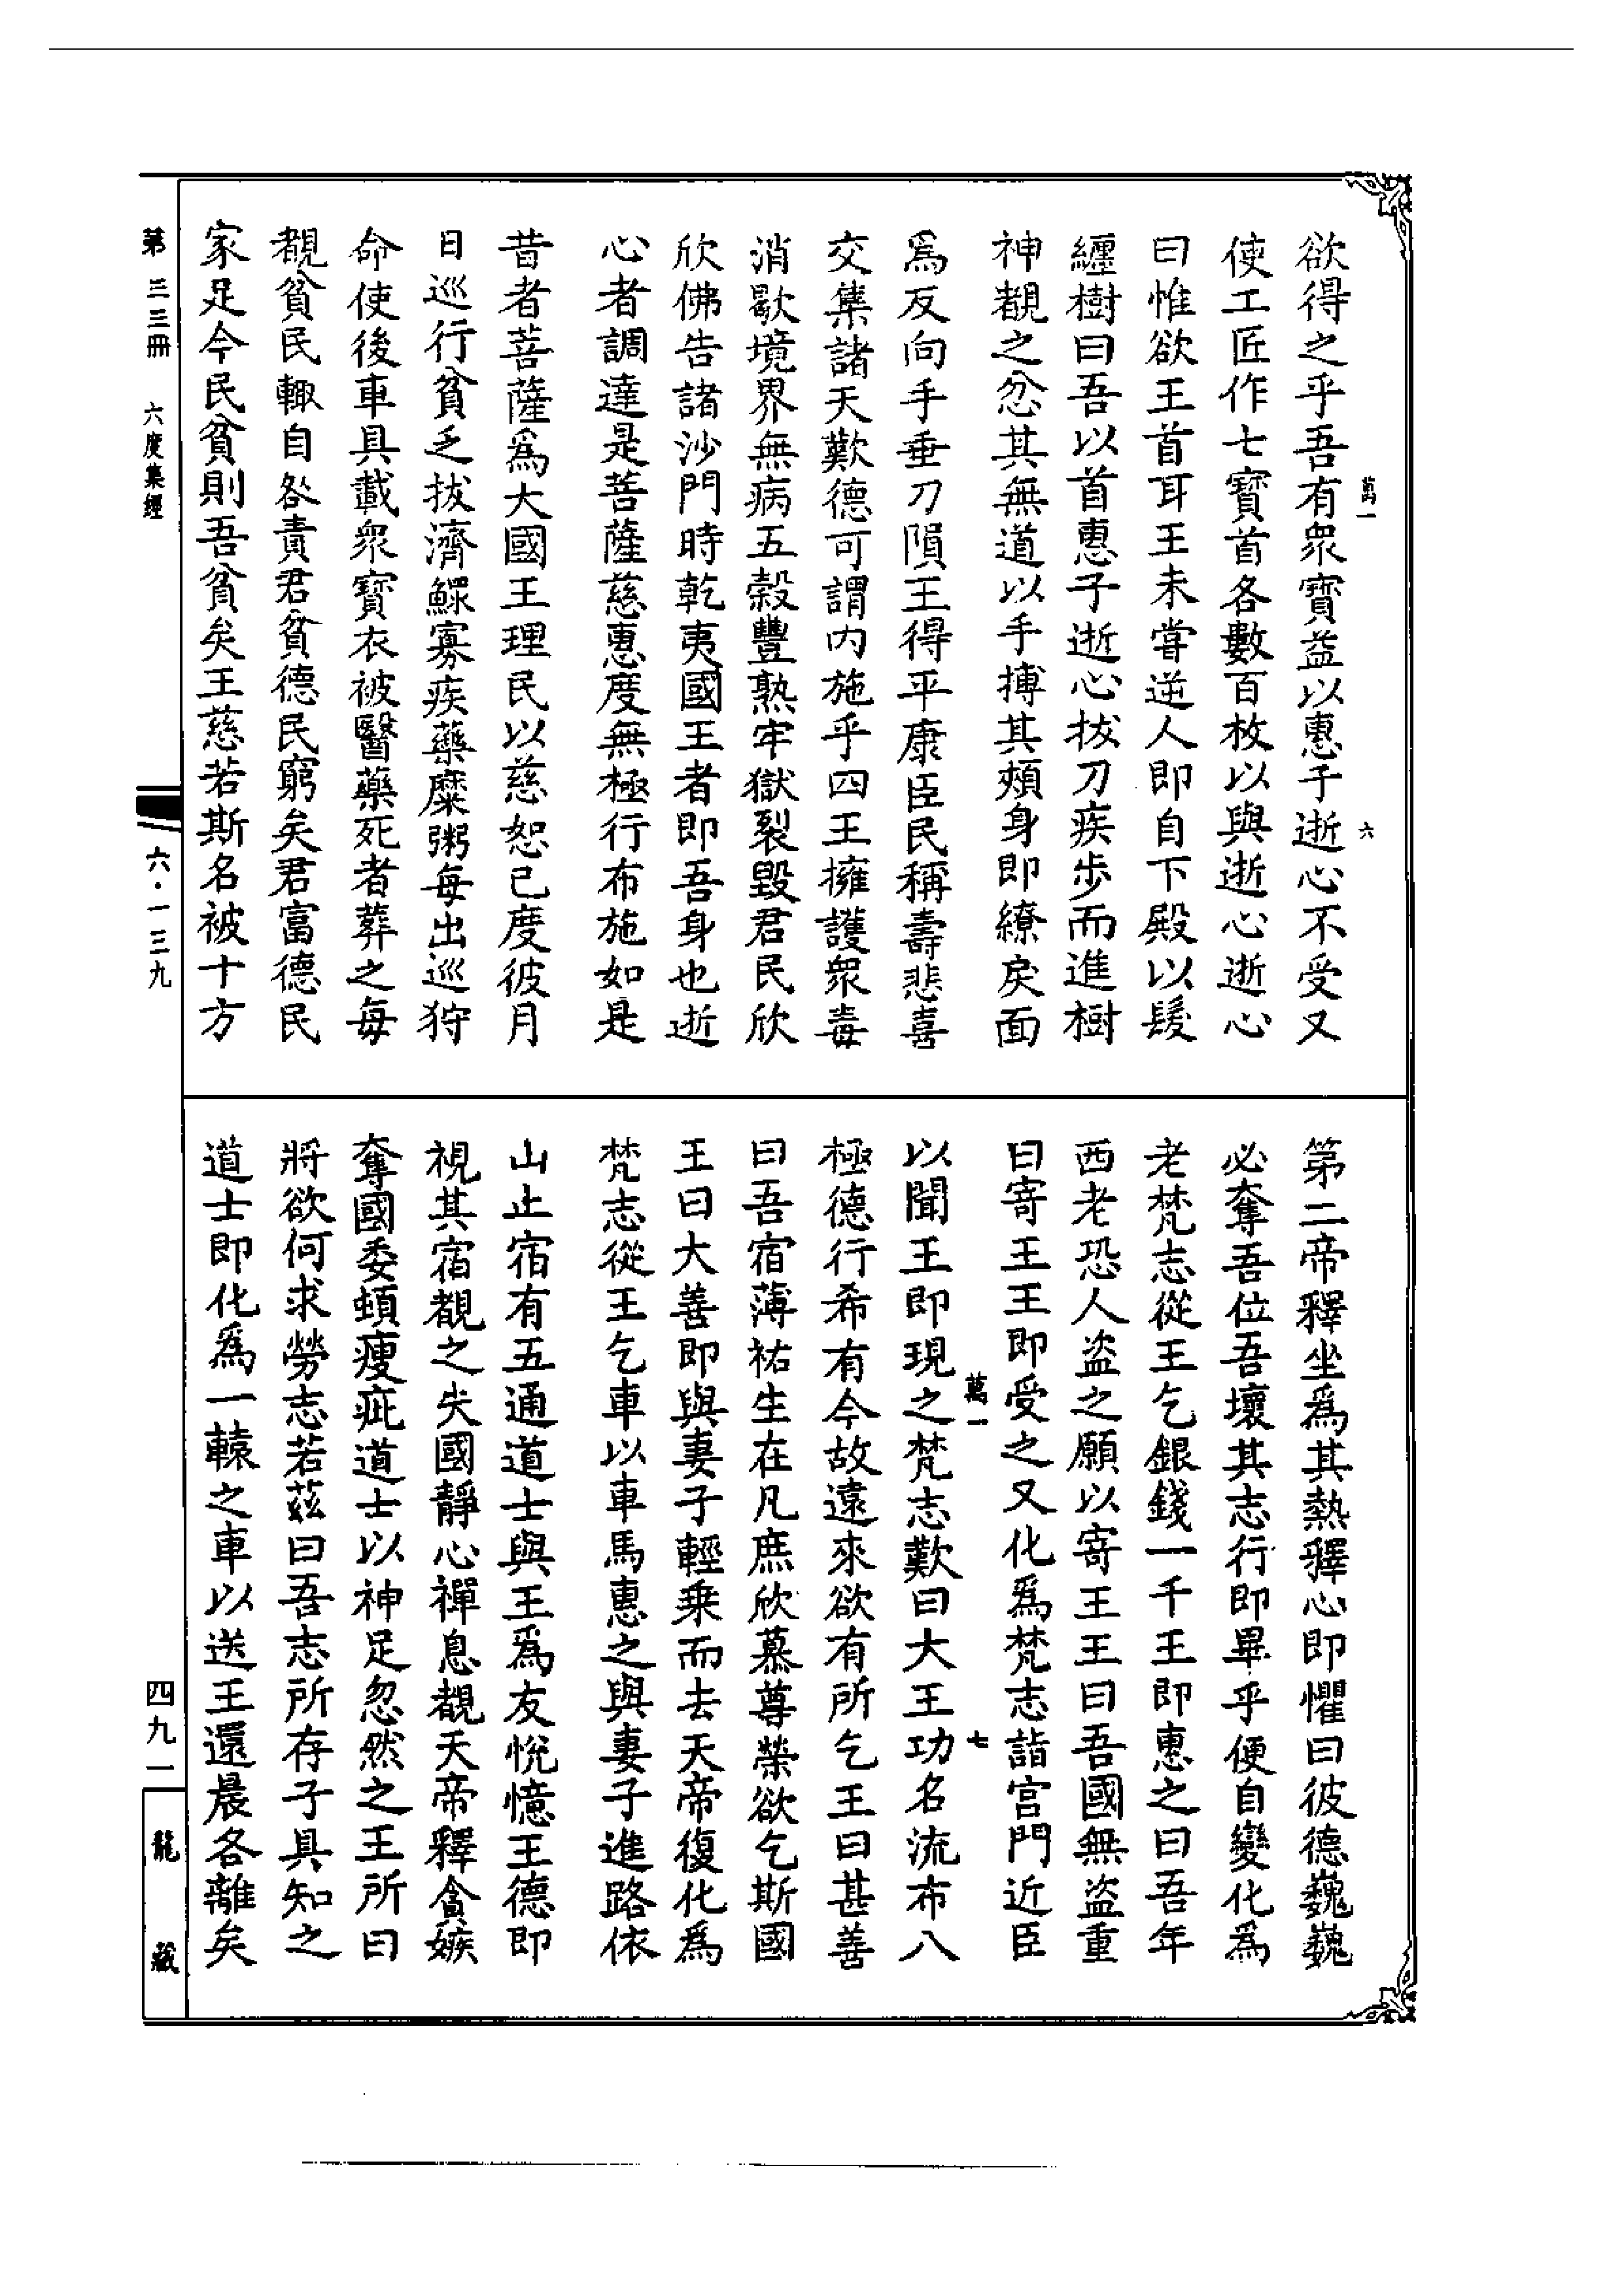 萬一
六
欲得之乎吾有衆寶益以惠子逝心不受又
使工匠作七寶首各數百枚以與逝心逝心
曰惟欲王首耳王未甞逆人即自下殿以髮
纏樹曰吾以首惠子逝心拔刀疾步而進樹
神覩之忿其無道以手搏其頰身即繚戾面
爲反向手垂刀隕王得平康臣民稱壽悲喜
交集諸天歎德可謂内施乎四王擁護衆毒
消歇境界無病五穀豐熟牢獄裂毀君民欣
欣佛告諸沙門時乾夷國王者即吾身也逝
心者調達是菩薩慈惠度無極行布施如是
昔者菩薩爲大國王理民以慈恕己度彼月
日巡行貧乏拔濟鰥寡疾藥糜粥每出巡狩
命使後車具載衆寶衣被醫藥死者葬之每
覩貧民輙自咎責君貧德民窮矣君富德民
家足今民貧則吾貧矣王慈若斯名被十方
第二帝釋坐爲其熱釋心即懼曰彼德巍巍
必奪吾位吾壞其志行即畢乎便自變化爲
老梵志從王乞銀錢一千王即惠之曰吾年
西老恐人盜之願以寄王王曰吾國無盜重
曰寄王王即受之又化爲梵志詣宫門近臣
萬一
七
以聞王即現之梵志歎曰大王功名流布八
極德行希有今故遠來欲有所乞王曰甚善
曰吾宿薄祐生在凡庶欣慕尊榮欲乞斯國
王曰大善即與妻子輕乗而去天帝復化爲
梵志從王乞車以車馬惠之與妻子進路依
山止宿有五通道士與王爲友悅憶王德即
視其宿覩之失國靜心禪息覩天帝釋貪嫉
奪國委頓瘦疵道士以神足忽然之王所曰
將欲何求勞志若茲曰吾志所存子具知之
道士即化爲一轅之車以送王還晨各離矣
第三三冊 六度集經
六·一三九
四九一
龍藏